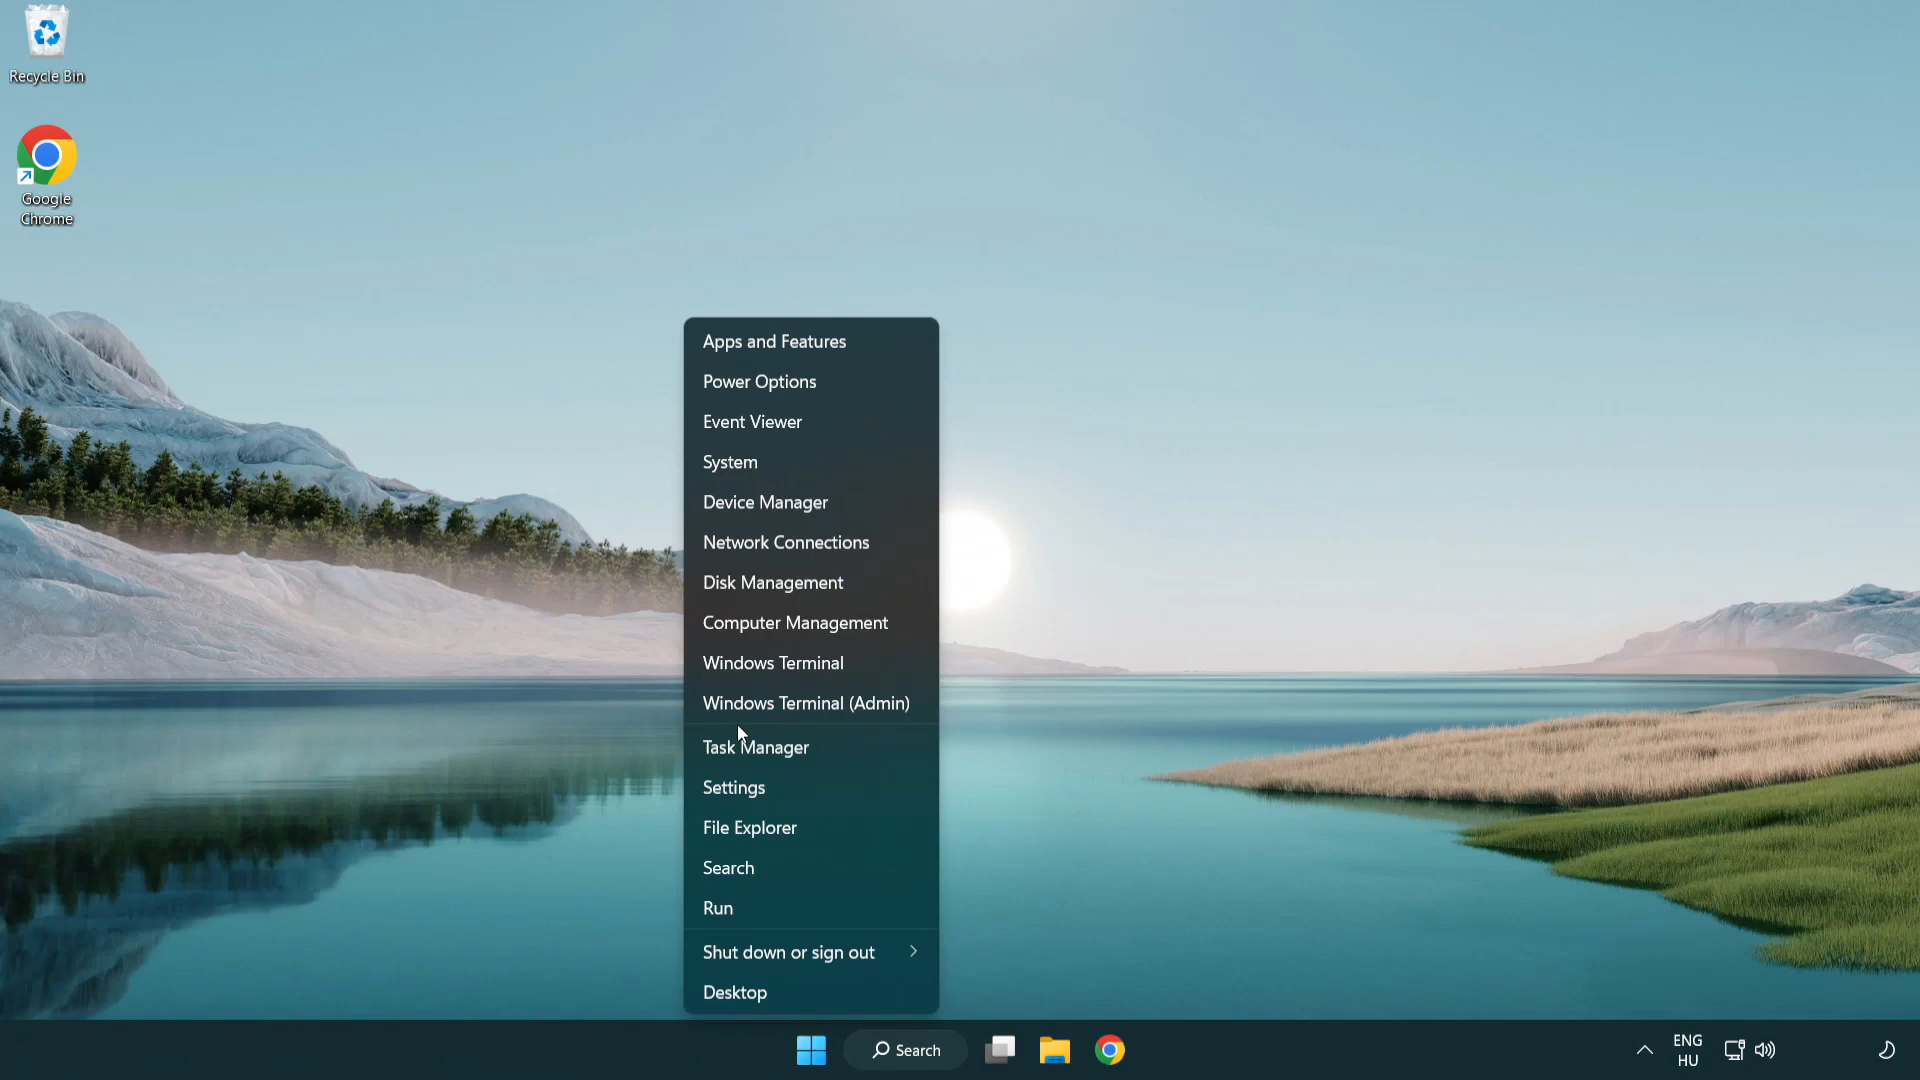 Recycle Bin
Google
Chrome
Apps and Features
Power Options
Event Viewer
System
Device Manager
Network Connections
Disk Management
Computer Management
Windows Terminal
Windows Terminal (Admin)
Task Manager
Settings
File Explorer
Search
Run
Shut down or sign out
Desktop
Search
ENG
HU